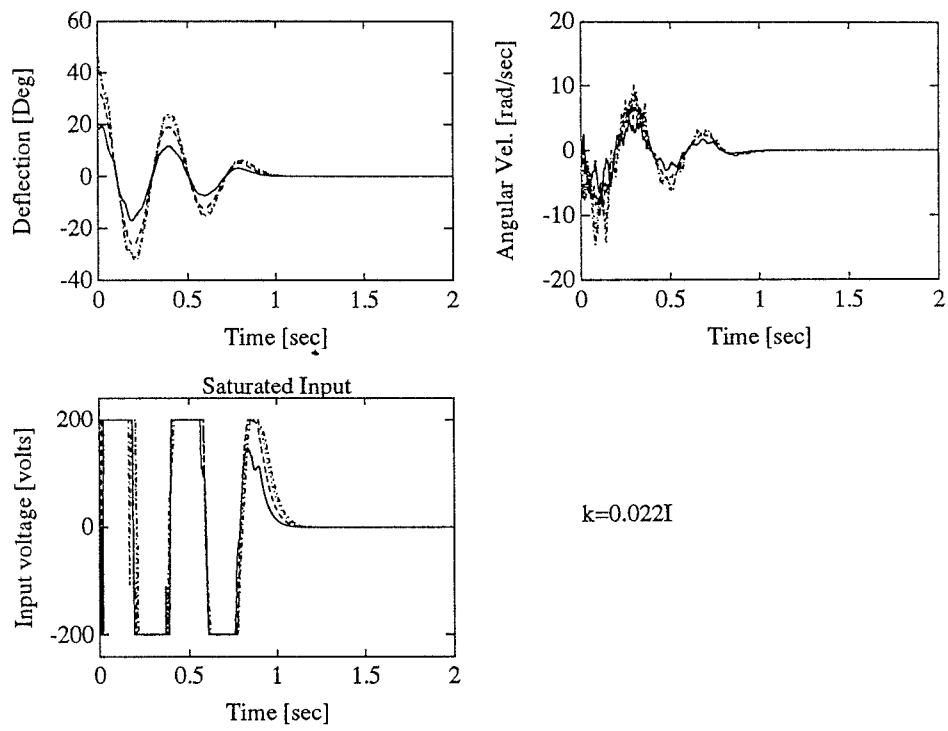 60
40
20
0
-20
-40
Deflection [Deg]
0 0.5 1 1.5 2
Time [sec]
20
10
0
-10
-20
Angular Vel. [rad/sec]
0 0.5 1 1.5 2
Time [sec]
Saturated Input
200
0
-200
Input voltage [volts]
0 0.5 1 1.5 2
Time [sec]
k=0.022I